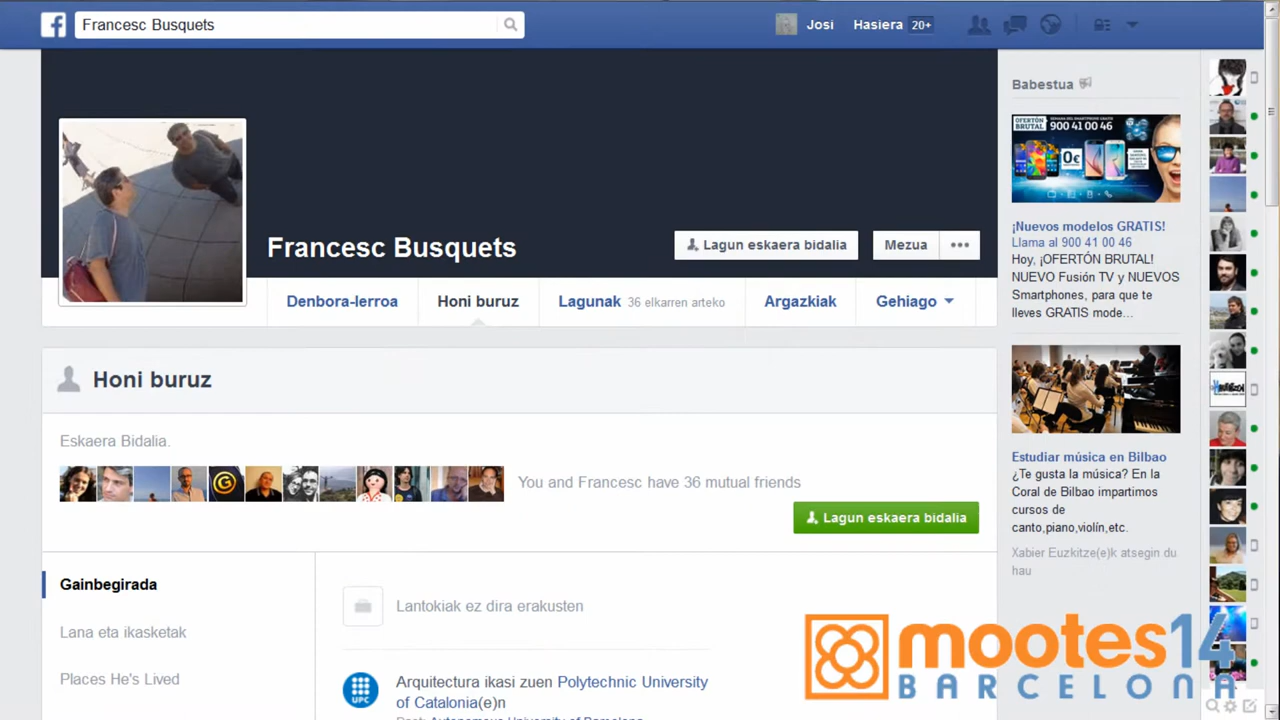 Francesc Busquets
Josi
Hasiera 20+
Francesc Busquets
Lagun eskaera bidalia
Mezua
Denbora-lerroa
Honi buruz
Lagunak 36 elkarren arteko
Argazkiak
Gehiago
Honi buruz
Eskaera Bidalia.
You and Francesc have 36 mutual friends
Lagun eskaera bidalia
Gainbegirada
Lana eta ikasketak
Places He's Lived
Lantokiak ez dira erakusten
UPC
Arquitectura ikasi zuen Polytechnic University
of Catalonia(e)n
Babestua
OFERTÓN
BRUTAL
900 41 00 46
0€
¡Nuevos modelos GRATIS!
Llama al 900 41 00 46
Hoy, ¡OFERTÓN BRUTAL!
NUEVO Fusión TV y NUEVOS
Smartphones, para que te
lleves GRATIS mode...
Estudiar música en Bilbao
¿Te gusta la música? En la
Coral de Bilbao impartimos
cursos de
canto,piano,violín,etc.
Xabier Euzkitze(e)k atsegin du
hau
mootes14
BARCELONA